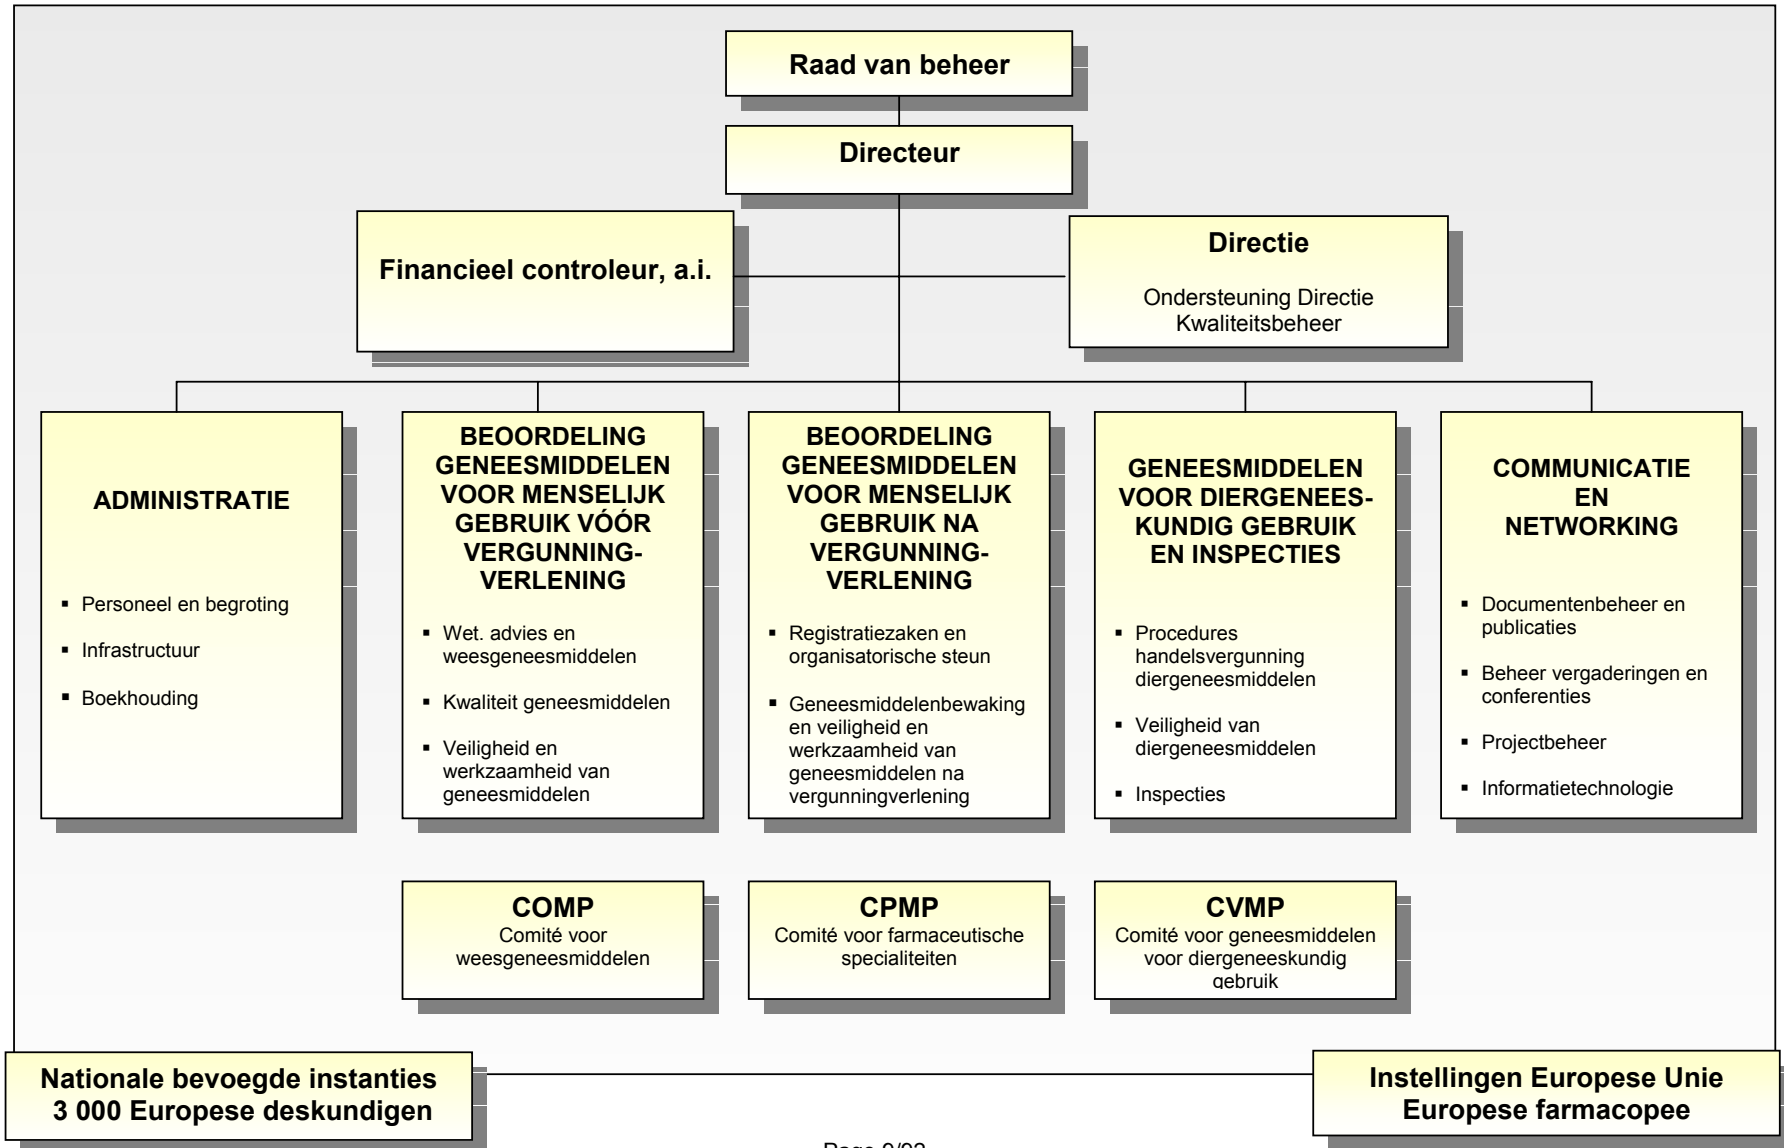 Raad van beheer
Directeur
Financieel controleur, a.i.
Directie
Ondersteuning Directie
Kwaliteitsbeheer
ADMINISTRATIE
▪ Personeel en begroting
▪ Infrastructuur
▪ Boekhouding
BEOORDELING
GENEESMIDDELEN
VOOR MENSELIJK
GEBRUIK VÓÓR
VERGUNNING-
VERLENING
▪ Wet. advies en
weesgeneesmiddelen
▪ Kwaliteit geneesmiddelen
▪ Veiligheid en
werkzaamheid van
geneesmiddelen
BEOORDELING
GENEESMIDDELEN
VOOR MENSELIJK
GEBRUIK NA
VERGUNNING-
VERLENING
▪ Registratiezaken en
organisatorische steun
▪ Geneesmiddelenbewaking
en veiligheid en
werkzaamheid van
geneesmiddelen na
vergunningverlening
GENEESMIDDELEN
VOOR DIERGENEES-
KUNDIG GEBRUIK
EN INSPECTIES
▪ Procedures
handelsvergunning
diergeneesmiddelen
▪ Veiligheid van
diergeneesmiddelen
▪ Inspecties
COMMUNICATIE
EN
NETWORKING
▪ Documentenbeheer en
publicaties
▪ Beheer vergaderingen en
conferenties
▪ Projectbeheer
▪ Informatietechnologie
COMP
Comité voor
weesgeneesmiddelen
CPMP
Comité voor farmaceutische
specialiteiten
CVMP
Comité voor geneesmiddelen
voor diergeneeskundig
gebruik
Nationale bevoegde instanties
3 000 Europese deskundigen
Instellingen Europese Unie
Europese farmacopee